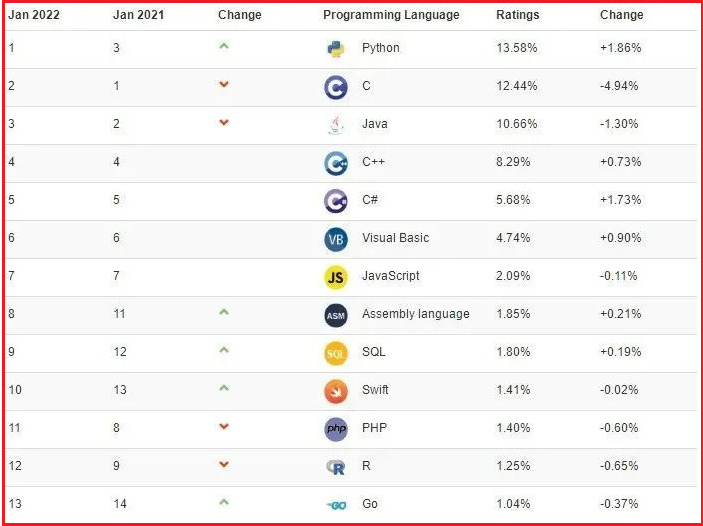 Jan 2022 Jan 2021 Change Programming Language Ratings Change
1 3 Python 13.58% +1.86%
2 1 C C 12.44% -4.94%
3 2 Java 10.66% -1.30%
4 4 C++ C++ 8.29% +0.73%
5 5 C# C# 5.68% +1.73%
6 6 VB Visual Basic 4.74% +0.90%
7 7 JS JavaScript 2.09% -0.11%
8 11 ASM Assembly language 1.85% +0.21%
9 12 SQL SQL 1.80% +0.19%
10 13 Swift 1.41% -0.02%
11 8 php PHP 1.40% -0.60%
12 9 R R 1.25% -0.65%
13 14 GO Go 1.04% -0.37%